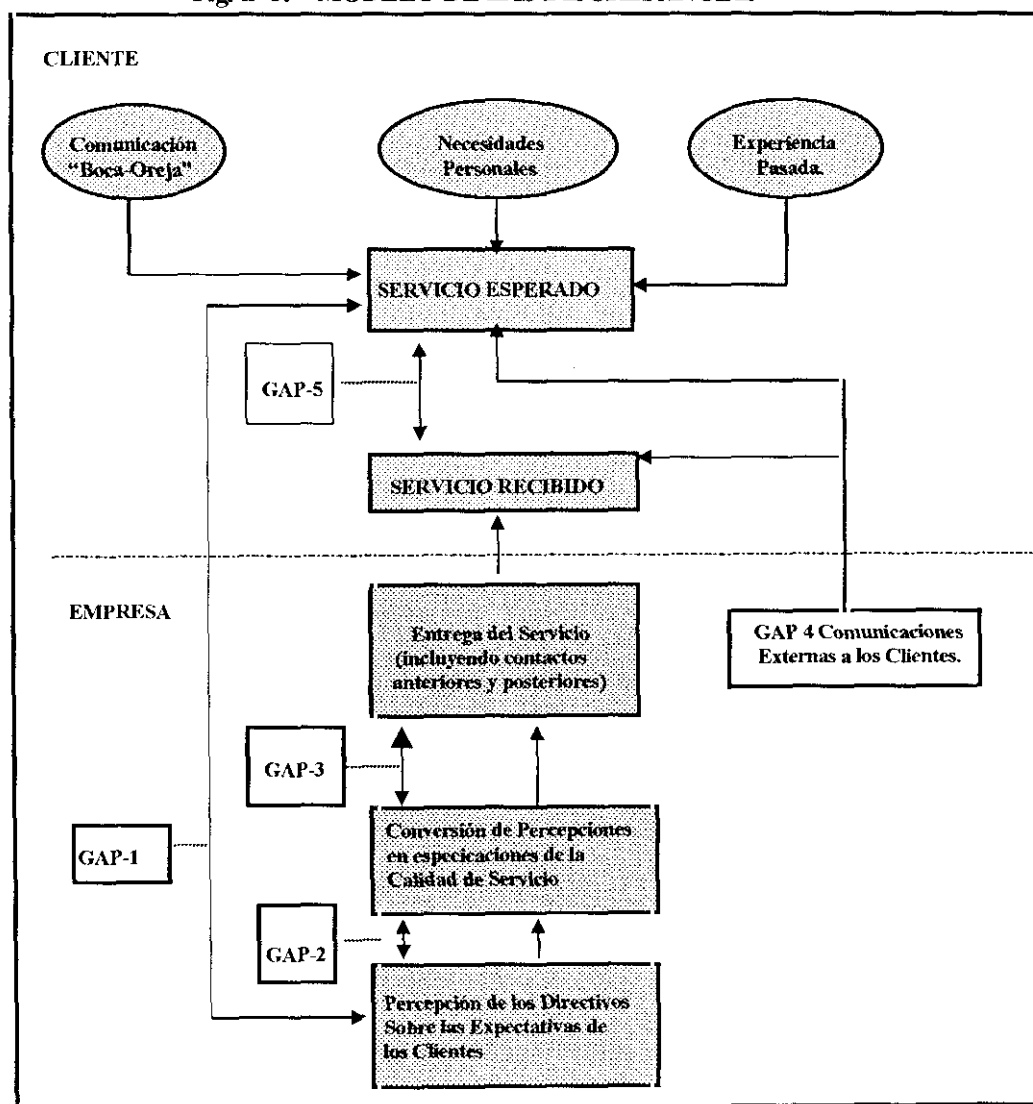 CLIENTE
Comunicación
“Boca-Oreja”
Necesidades
Personales
Experiencia
Pasada.
SERVICIO ESPERADO
GAP-5
SERVICIO RECIBIDO
EMPRESA
Entrega del Servicio
(incluyendo contactos
anteriores y posteriores)
GAP 4 Comunicaciones
Externas a los Clientes.
GAP-3
Conversión de Percepciones
en especicaciones de la
Calidad de Servicio
GAP-1
GAP-2
Percepción de los Directivos
Sobre las Expectativas de
los Clientes